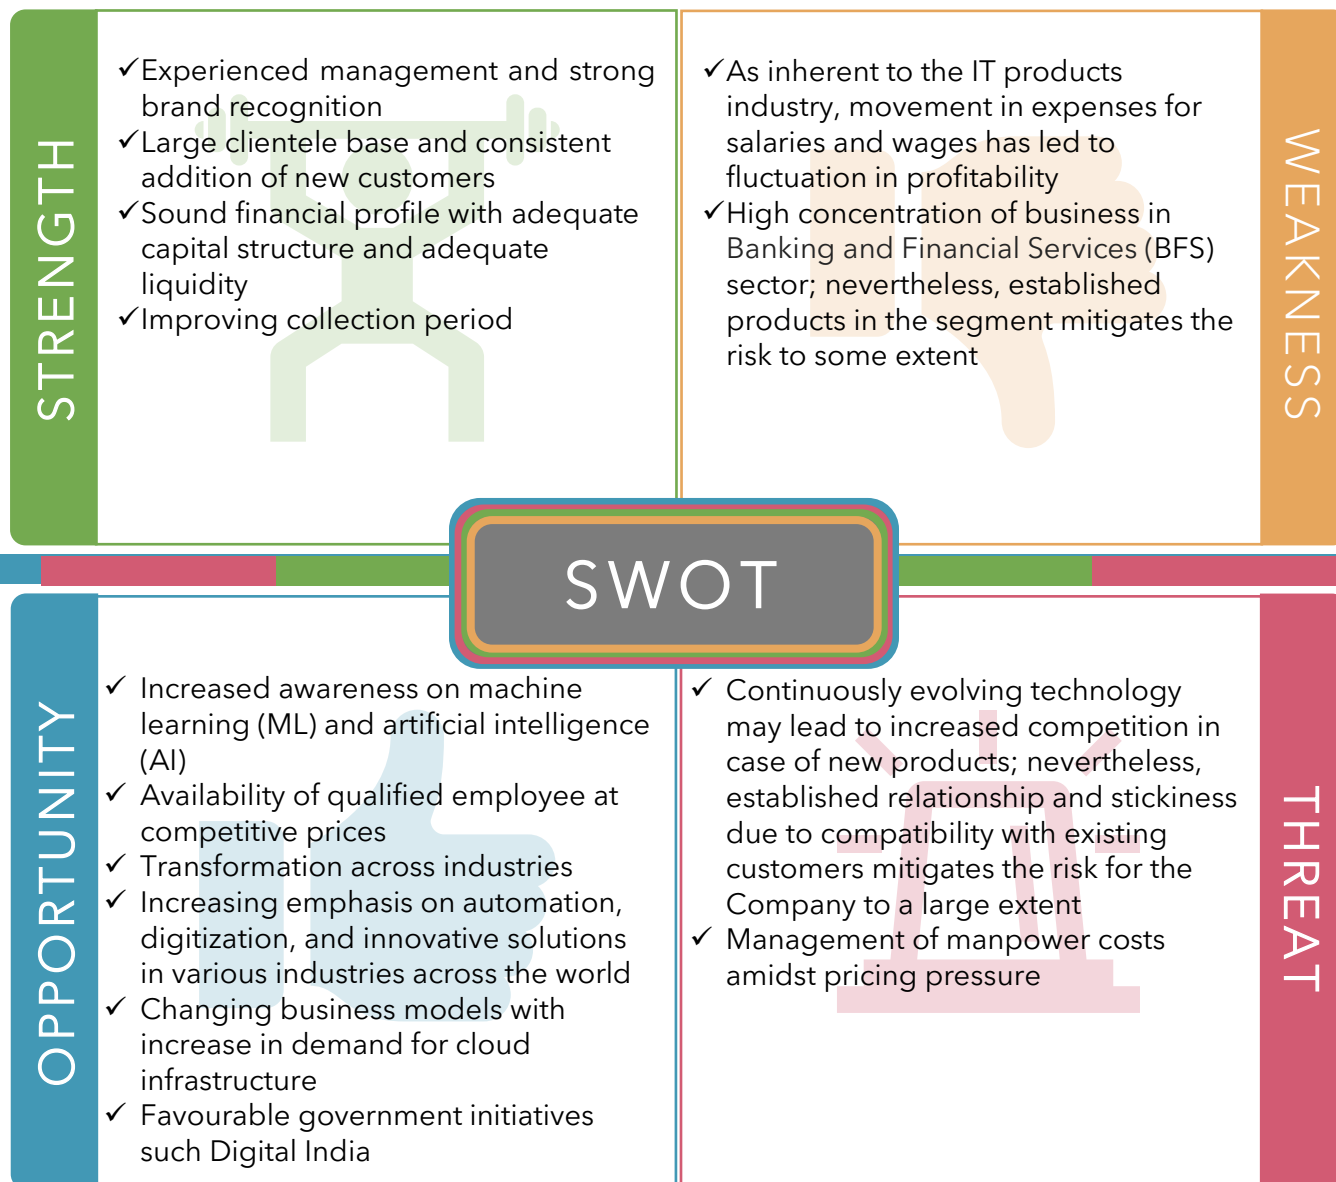 STRENGTH
✓Experienced management and strong
brand recognition
✓Large clientele base and consistent
addition of new customers
✓Sound financial profile with adequate
capital structure and adequate
liquidity
✓Improving collection period
WEAKNESS
✓As inherent to the IT products
industry, movement in expenses for
salaries and wages has led to
fluctuation in profitability
✓High concentration of business in
Banking and Financial Services (BFS)
sector; nevertheless, established
products in the segment mitigates the
risk to some extent
SWOT
OPPORTUNITY
✓ Increased awareness on machine
learning (ML) and artificial intelligence
(AI)
✓ Availability of qualified employee at
competitive prices
✓ Transformation across industries
✓ Increasing emphasis on automation,
digitization, and innovative solutions
in various industries across the world
✓ Changing business models with
increase in demand for cloud
infrastructure
✓ Favourable government initiatives
such Digital India
THREAT
✓ Continuously evolving technology
may lead to increased competition in
case of new products; nevertheless,
established relationship and stickiness
due to compatibility with existing
customers mitigates the risk for the
Company to a large extent
✓ Management of manpower costs
amidst pricing pressure